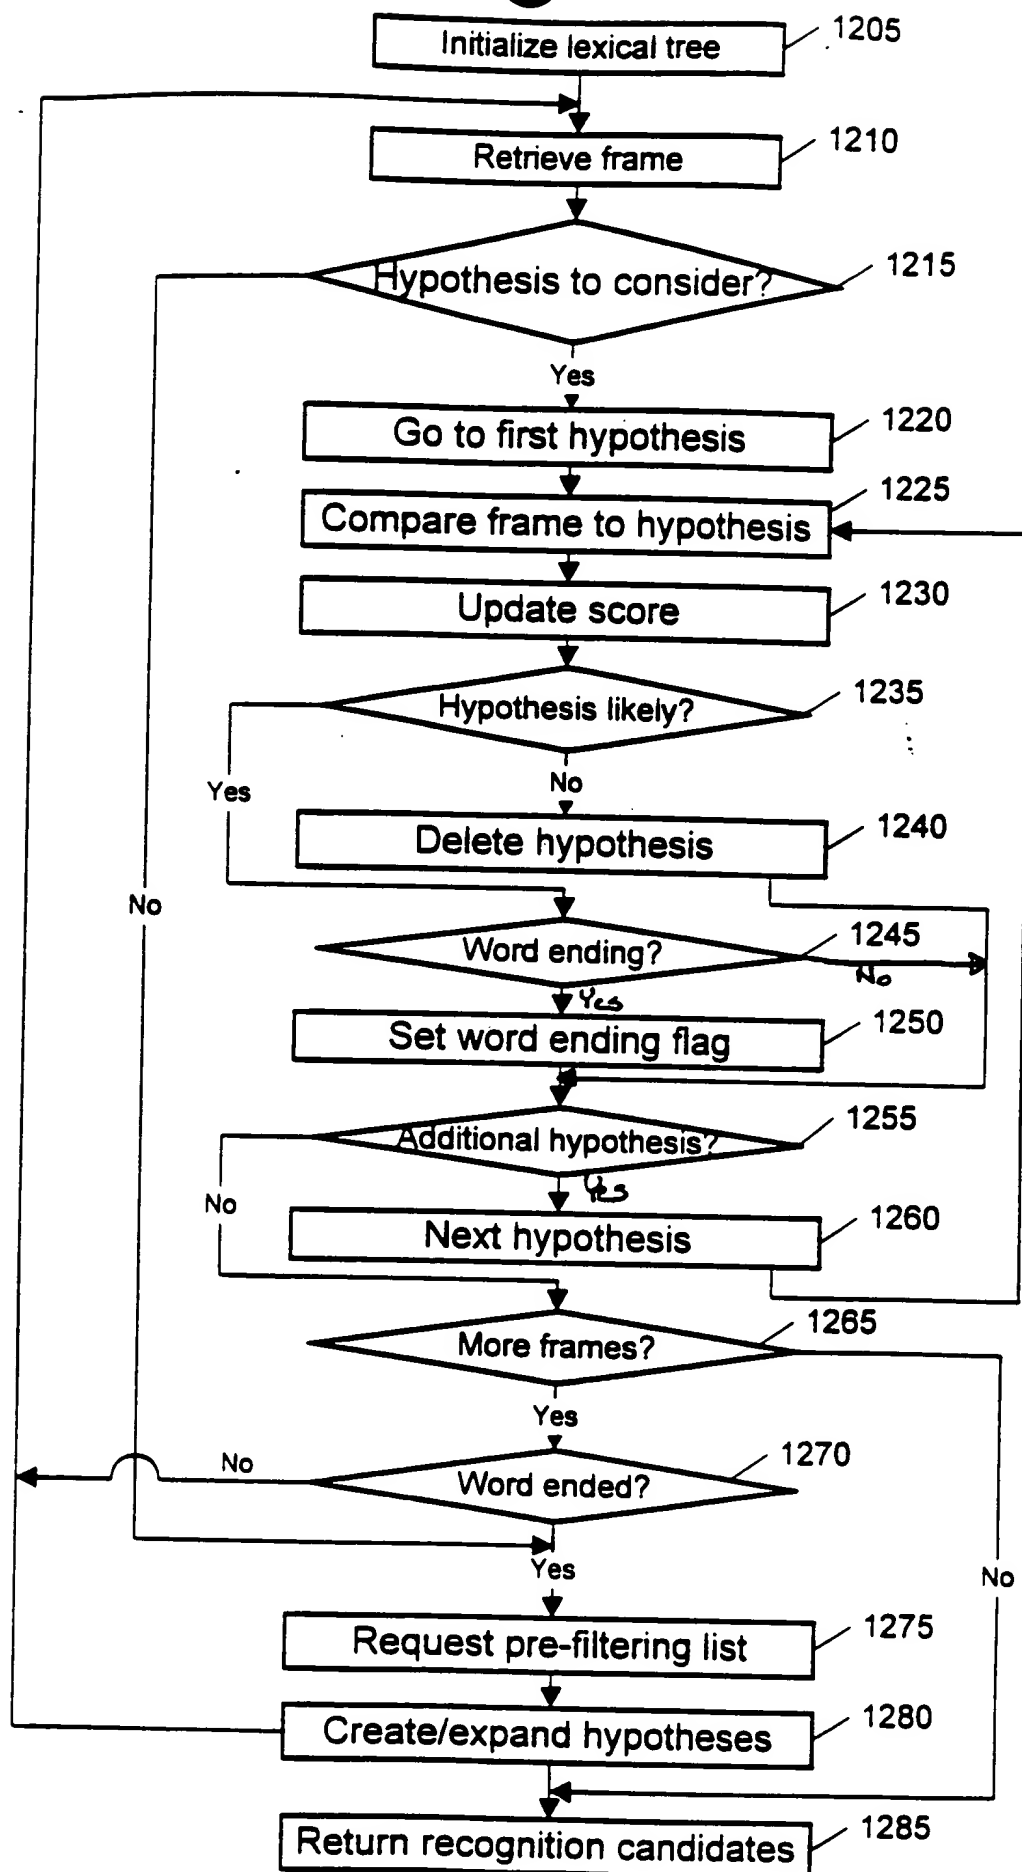 Initialize lexical tree
1205
Retrieve frame
1210
Hypothesis to consider?
1215
Yes
Go to first hypothesis
1220
Compare frame to hypothesis
1225
Update score
1230
Hypothesis likely?
1235
Yes
No
Delete hypothesis
1240
No
Word ending?
1245
No
Yes
Set word ending flag
1250
Additional hypothesis?
1255
No
Yes
Next hypothesis
1260
More frames?
1265
Yes
No
Word ended?
1270
Yes
No
Request pre-filtering list
1275
Create/expand hypotheses
1280
Return recognition candidates
1285